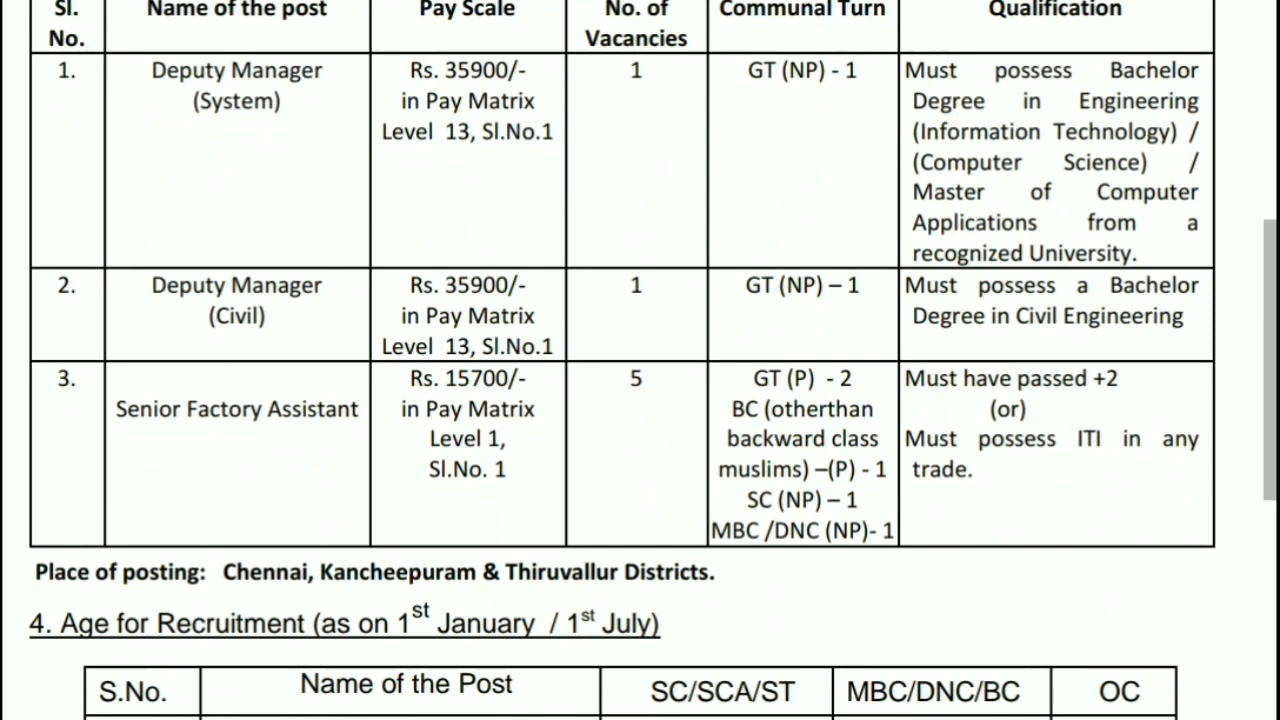 Sl. No. Name of the post Pay Scale No. of Vacancies Communal Turn Qualification
1. Deputy Manager (System) Rs. 35900/- in Pay Matrix Level 13, Sl.No.1 1 GT (NP) - 1 Must possess Bachelor Degree in Engineering (Information Technology) / (Computer Science) / Master of Computer Applications from a recognized University.
2. Deputy Manager (Civil) Rs. 35900/- in Pay Matrix Level 13, Sl.No.1 1 GT (NP) – 1 Must possess a Bachelor Degree in Civil Engineering
3. Senior Factory Assistant Rs. 15700/- in Pay Matrix Level 1, Sl.No. 1 5 GT (P) - 2 BC (otherthan backward class muslims) –(P) - 1 SC (NP) – 1 MBC /DNC (NP)- 1 Must have passed +2 (or) Must possess ITI in any trade.
Place of posting: Chennai, Kancheepuram & Thiruvallur Districts.
4. Age for Recruitment (as on 1st January / 1st July)
S.No. Name of the Post SC/SCA/ST MBC/DNC/BC OC